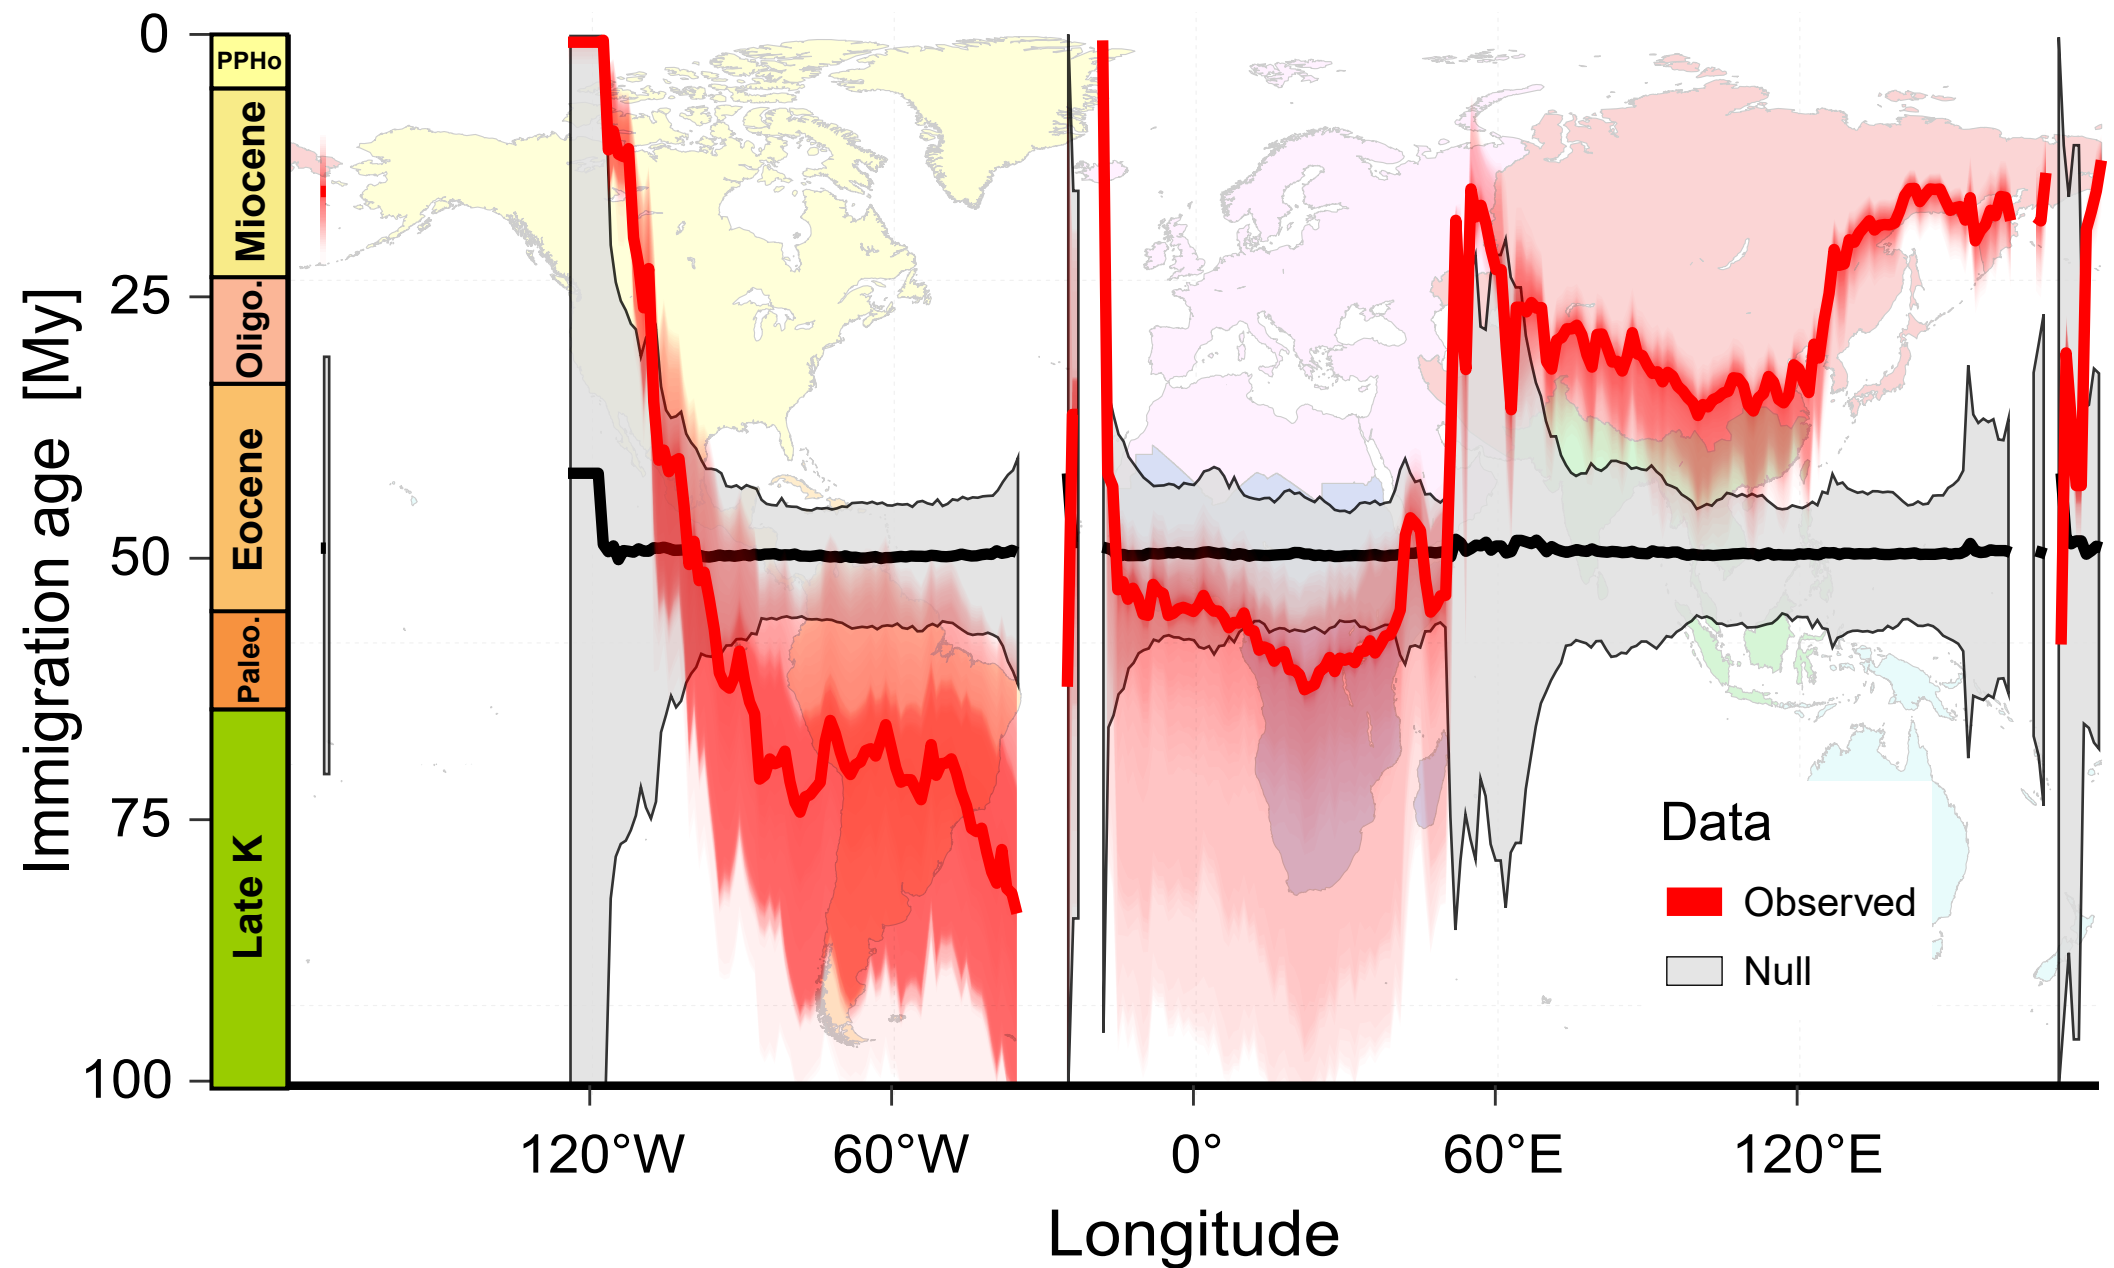 0
25
50
75
100
Immigration age [My]
PPHo
Miocene
Oligo.
Eocene
Paleo.
Late K
Data
Observed
Null
120°W
60°W
0°
60°E
120°E
Longitude